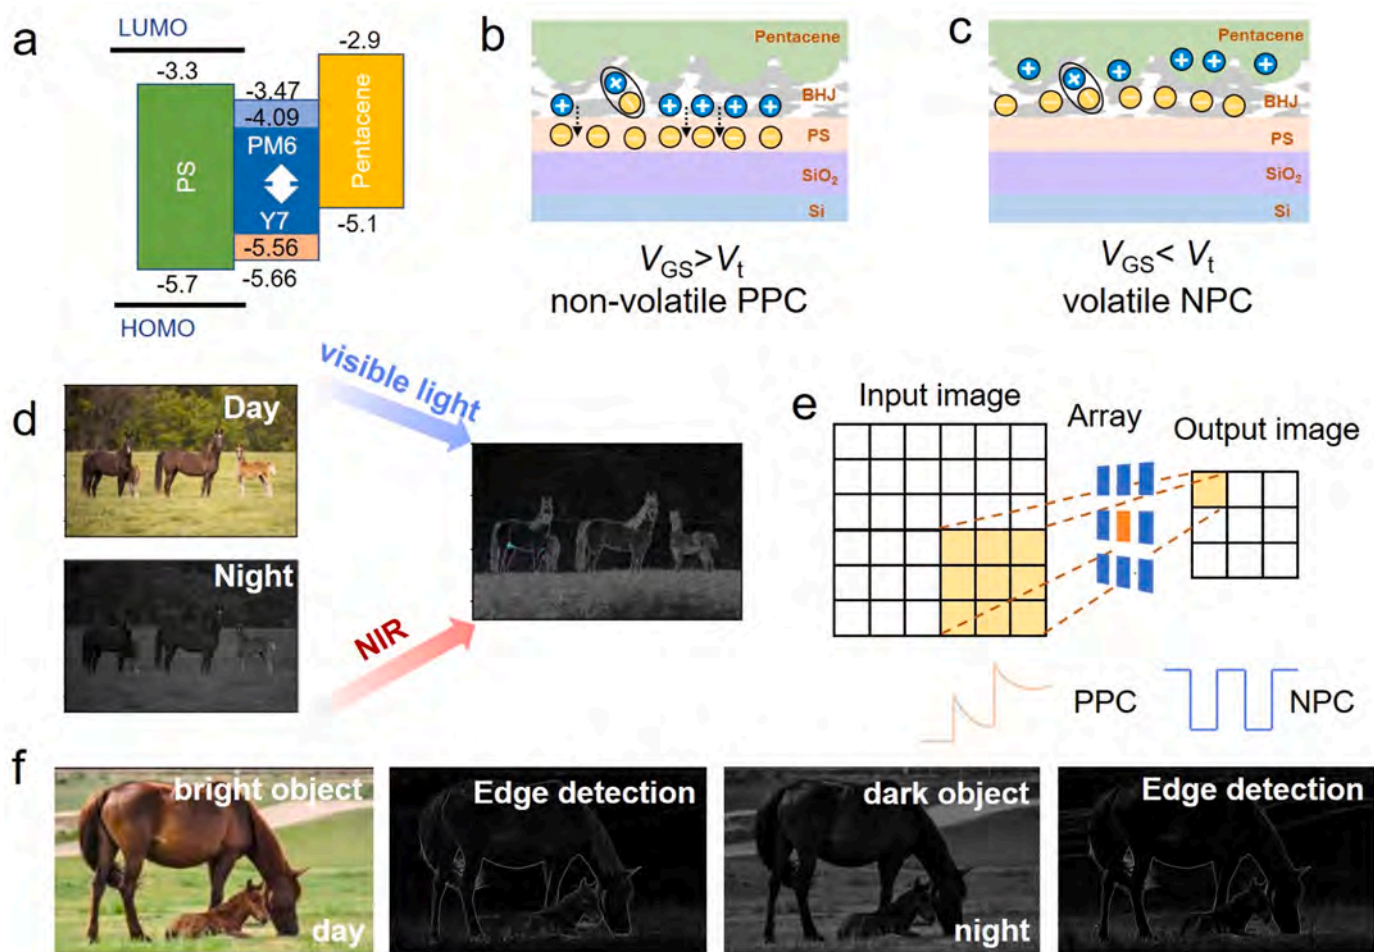 a
LUMO
-3.3
-3.47
-4.09
-2.9
PS
PM6
Y7
Pentacene
-5.56
-5.66
-5.1
-5.7
HOMO
b
Pentacene
BHJ
PS
SiO2
Si
VGS>Vt
non-volatile PPC
c
Pentacene
BHJ
PS
SiO2
Si
VGS< Vt
volatile NPC
d
Day
Night
visible light
NIR
e
Input image
Array
Output image
PPC
NPC
f
bright object
day
Edge detection
dark object
night
Edge detection